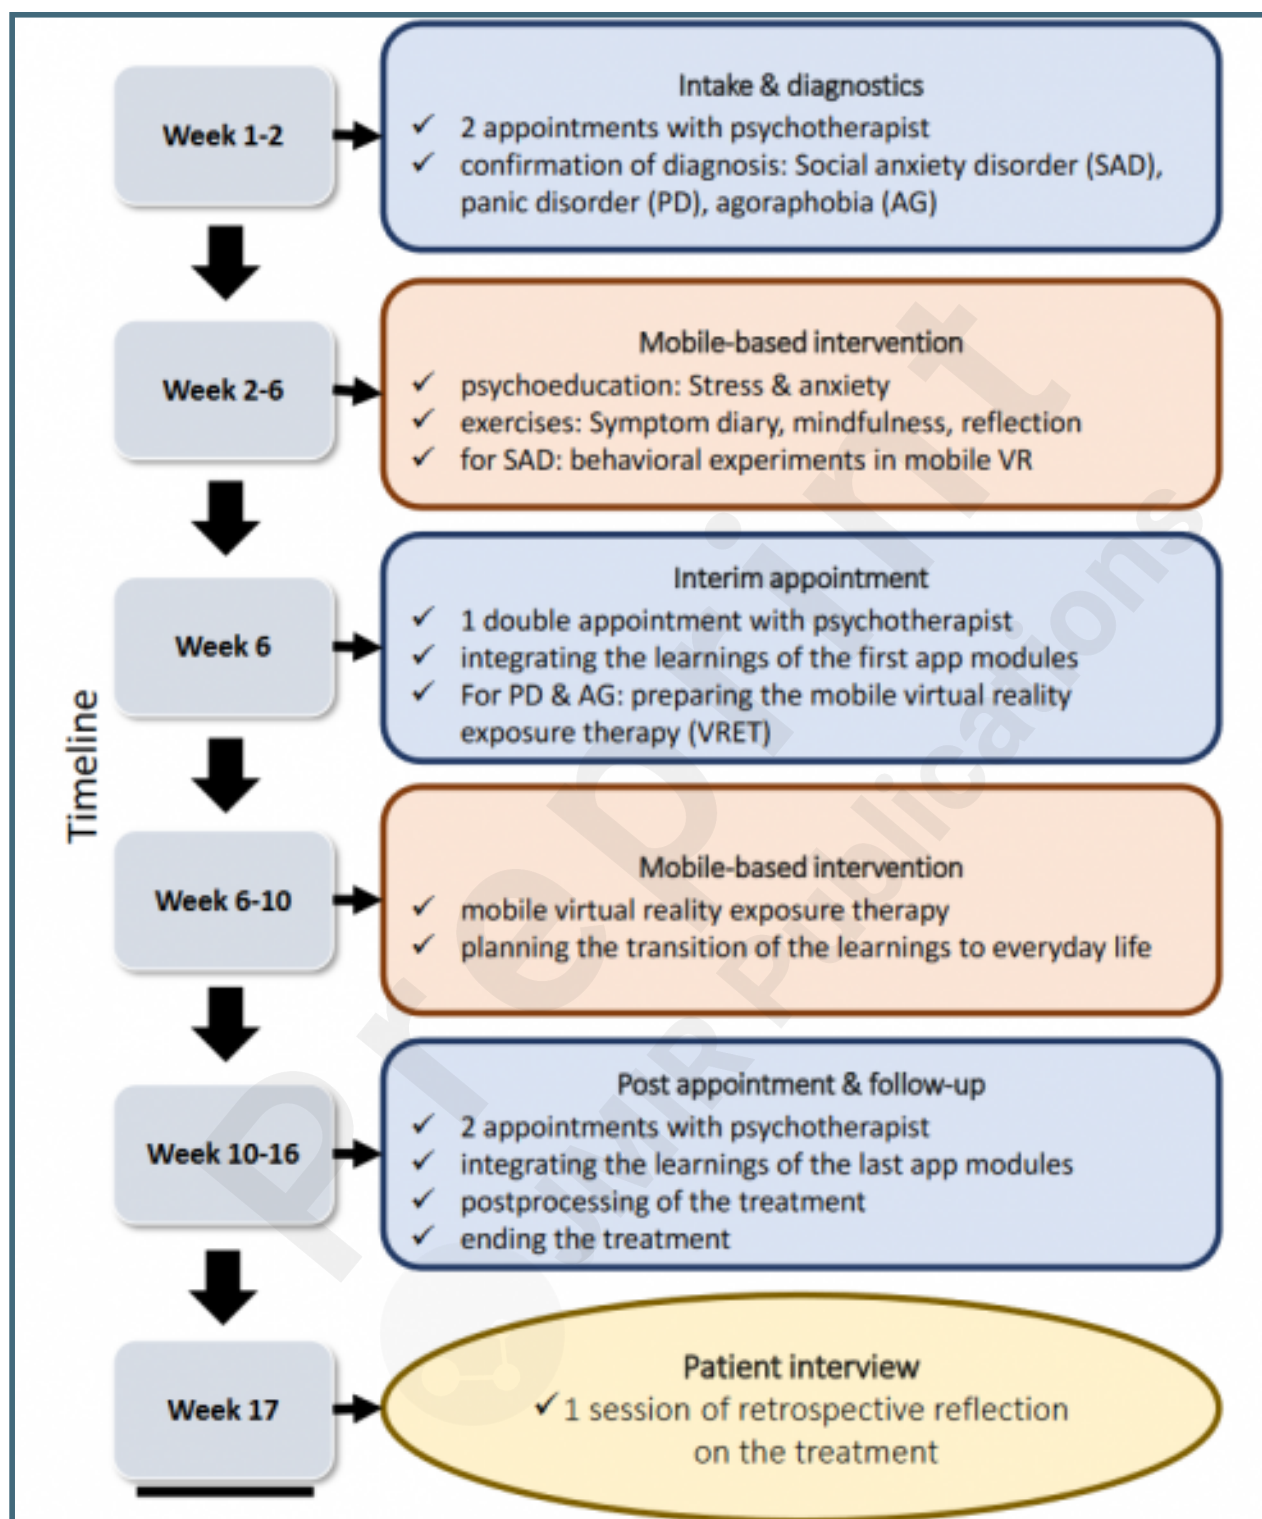 Timeline
Week 1-2
Intake & diagnostics
✓ 2 appointments with psychotherapist
✓ confirmation of diagnosis: Social anxiety disorder (SAD),
panic disorder (PD), agoraphobia (AG)
Week 2-6
Mobile-based intervention
✓ psychoeducation: Stress & anxiety
✓ exercises: Symptom diary, mindfulness, reflection
✓ for SAD: behavioral experiments in mobile VR
Week 6
Interim appointment
✓ 1 double appointment with psychotherapist
✓ integrating the learnings of the first app modules
✓ For PD & AG: preparing the mobile virtual reality
exposure therapy (VRET)
Week 6-10
Mobile-based intervention
✓ mobile virtual reality exposure therapy
✓ planning the transition of the learnings to everyday life
Week 10-16
Post appointment & follow-up
✓ 2 appointments with psychotherapist
✓ integrating the learnings of the last app modules
✓ postprocessing of the treatment
✓ ending the treatment
Week 17
Patient interview
✓ 1 session of retrospective reflection
on the treatment
Preprint
JMIR Publications